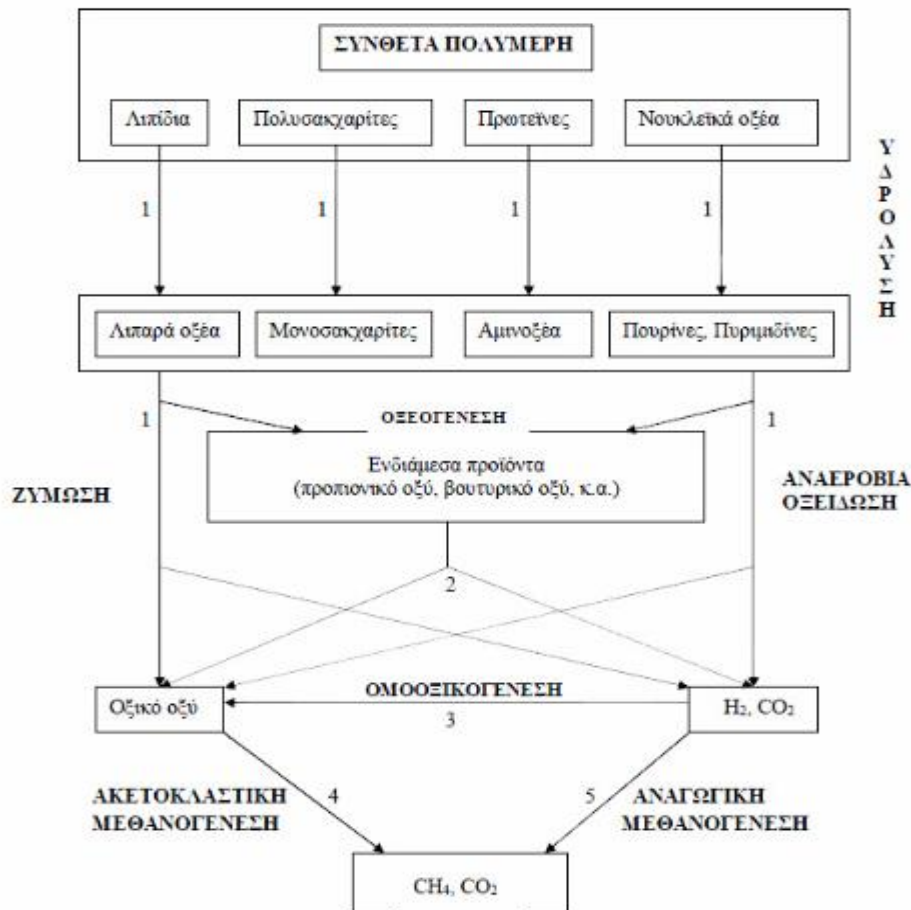 ΣΥΝΘΕΤΑ ΠΟΛΥΜΕΡΗ
Λιπίδια
Πολυσακχαρίτες
Πρωτεϊνες
Νουκλεϊκά οξέα
ΥΔΡΟΛΥΣΗ
1
1
1
1
Λιπαρά οξέα
Μονοσακχαρίτες
Αμινοξέα
Πουρίνες, Πυριμιδίνες
1
ΟΞΕΟΓΕΝΕΣΗ
1
Ενδιάμεσα προϊόντα
(προπιονικό οξύ, βουτυρικό οξύ, κ.α.)
ΖΥΜΩΣΗ
ΑΝΑΕΡΟΒΙΑ
ΟΞΕΙΔΩΣΗ
2
Οξικό οξύ
ΟΜΟΟΞΙΚΟΓΕΝΕΣΗ
3
H₂, CO₂
ΑΚΕΤΟΚΛΑΣΤΙΚΗ
ΜΕΘΑΝΟΓΕΝΕΣΗ
4
5
ΑΝΑΓΩΓΙΚΗ
ΜΕΘΑΝΟΓΕΝΕΣΗ
CH₄, CO₂